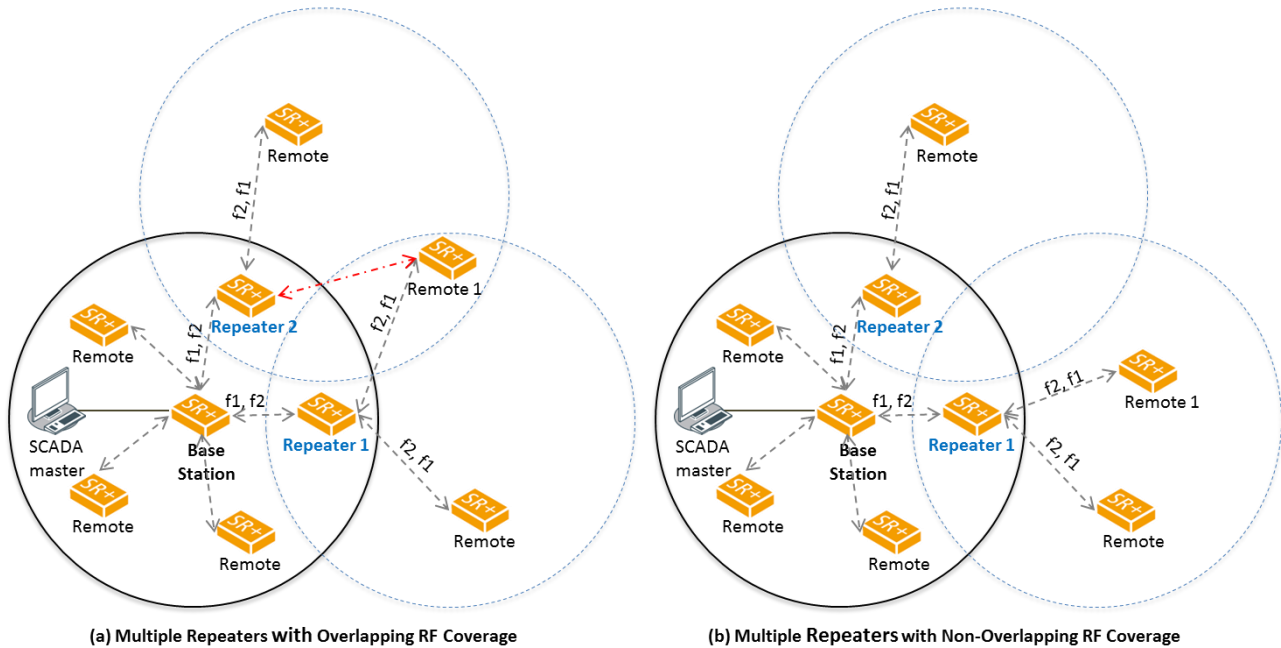 SR+
Remote
f2, f1
SR+
Remote 1
SR+
Repeater 2
f2, f1
SR+
Remote
f1, f2
SCADA
master
SR+
Base
Station
f1, f2
SR+
Repeater 1
f2, f1
SR+
Remote
SR+
Remote
SR+
Remote
(a) Multiple Repeaters with Overlapping RF Coverage
SR+
Remote
f2, f1
SR+
Repeater 2
SR+
Remote
f1, f2
SR+
Remote 1
f2, f1
SCADA
master
SR+
Base
Station
f1, f2
SR+
Repeater 1
f2, f1
SR+
Remote
SR+
Remote
SR+
Remote
(b) Multiple Repeaters with Non-Overlapping RF Coverage